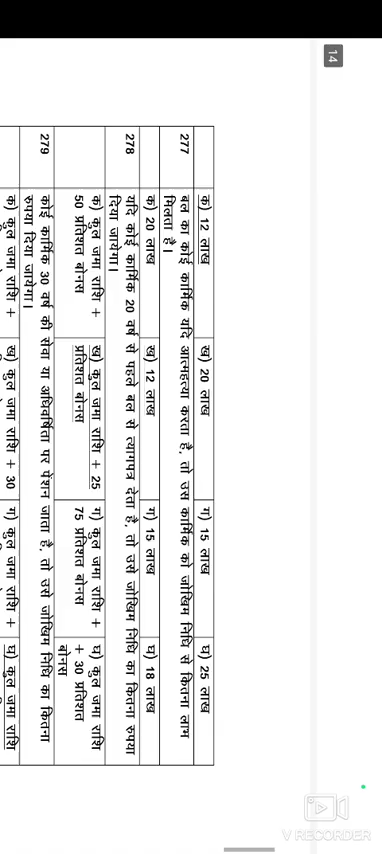 14
क) 12 लाख ख) 20 लाख ग) 15 लाख घ) 25 लाख
277 बल का कोई कार्मिक यदि आत्महत्या करता है, तो उस कार्मिक को जोखिम निधि से कितना लाभ
मिलता है।
क) 20 लाख ख) 12 लाख ग) 15 लाख घ) 18 लाख
278 यदि कोई कार्मिक 20 वर्ष से पहले बल से त्यागपत्र देता है, तो उसे जोखिम निधि का कितना रुपया
दिया जायेगा।
क) कुल जमा राशि + ख) कुल जमा राशि + 25 ग) कुल जमा राशि + घ) कुल जमा राशि
50 प्रतिशत बोनस प्रतिशत बोनस 75 प्रतिशत बोनस + 30 प्रतिशत
बोनस
279 कोई कार्मिक 30 वर्ष की सेवा या अधिवर्षिता पर पेंशन जाता है, तो उसे जोखिम निधि का कितना
रुपया दिया जायेगा।
क) कुल जमा राशि + ख) कुल जमा राशि + 30 ग) कुल जमा राशि + घ) कुल जमा राशि
V RECORDER